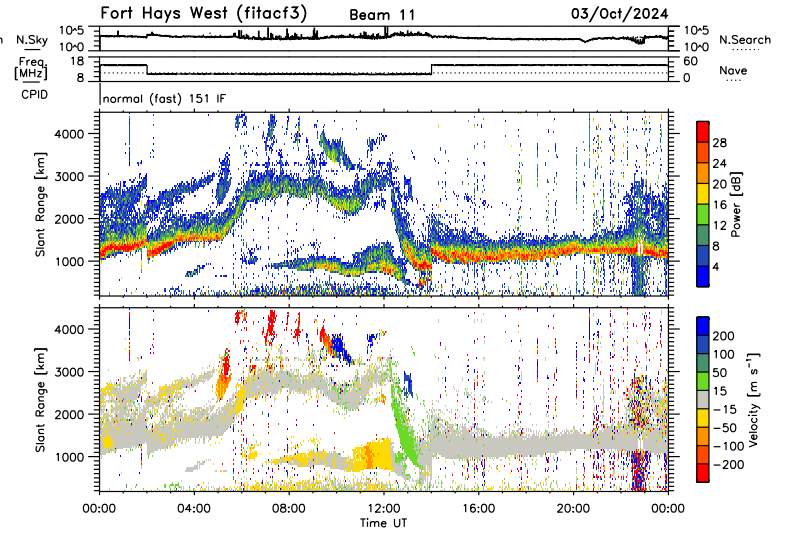 Fort Hays West (fitacf3) Beam 11 03/Oct/2024
N.Sky 10^5 10^0 10^5 10^0 N.Search
Freq. [MHz] 18 8 60 0 Nave
CPID normal (fast) 151 IF
Slant Range [km]
4000
3000
2000
1000
28
24
20
16
12
8
4
Power [dB]
Slant Range [km]
4000
3000
2000
1000
200
100
50
15
−15
−50
−100
−200
Velocity [m s⁻¹]
00:00 04:00 08:00 12:00 16:00 20:00 00:00
Time UT